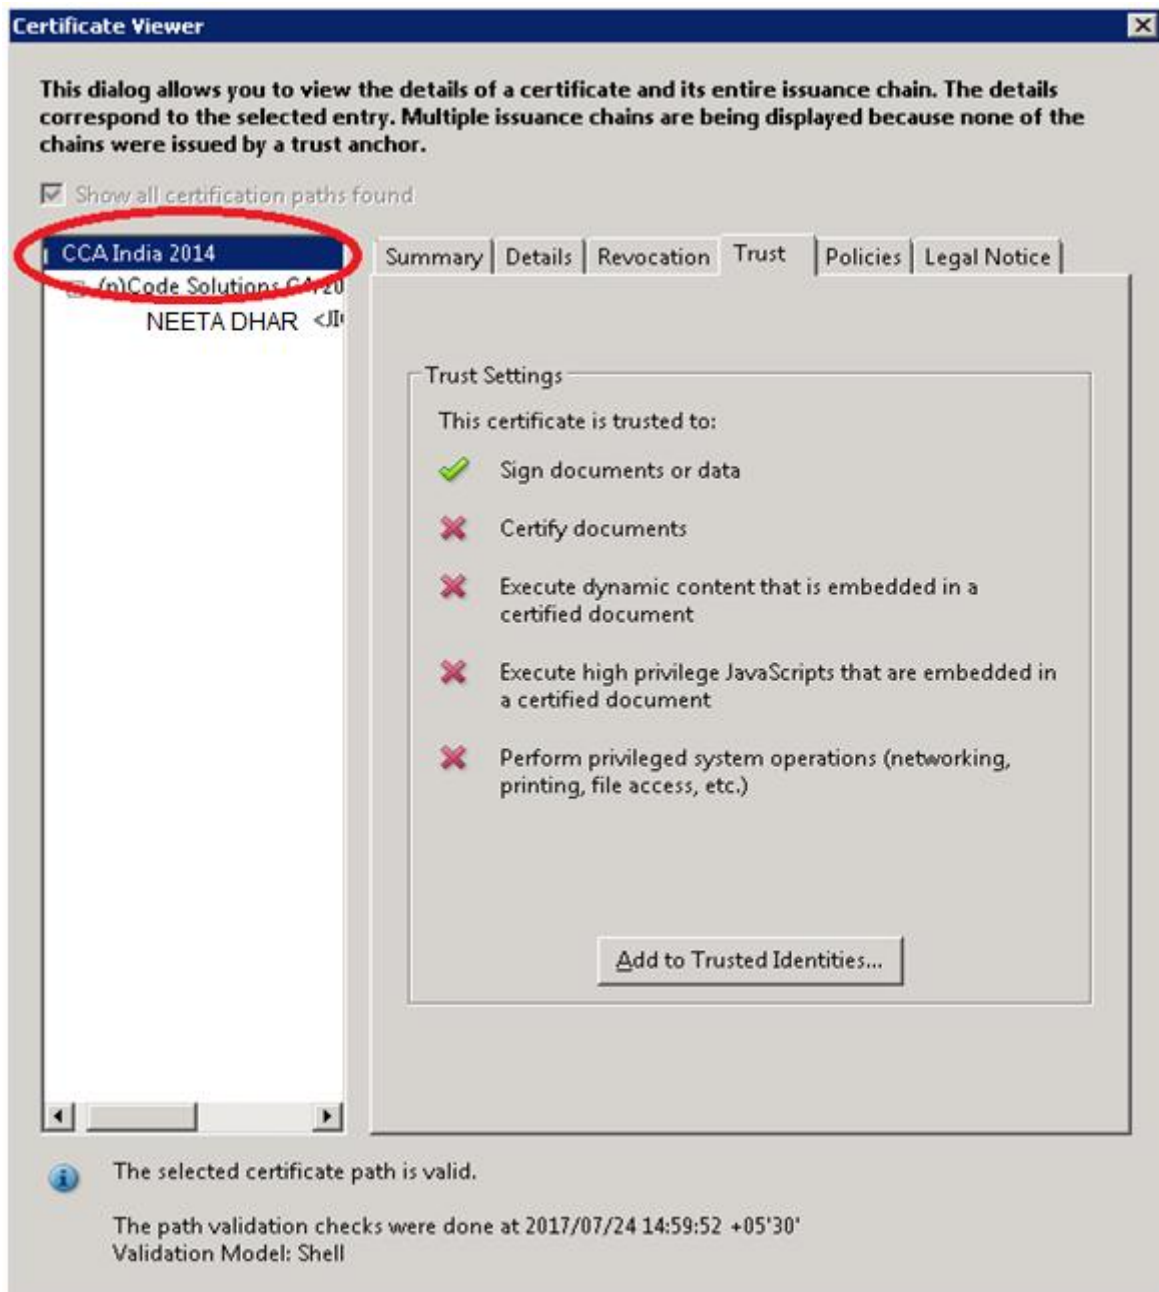 Certificate Viewer
This dialog allows you to view the details of a certificate and its entire issuance chain. The details
correspond to the selected entry. Multiple issuance chains are being displayed because none of the
chains were issued by a trust anchor.
Show all certification paths found
CCA India 2014
(n)Code Solutions CA 20
NEETA DHAR <JI
Summary Details Revocation Trust Policies Legal Notice
Trust Settings
This certificate is trusted to:
Sign documents or data
Certify documents
Execute dynamic content that is embedded in a
certified document
Execute high privilege JavaScripts that are embedded in
a certified document
Perform privileged system operations (networking,
printing, file access, etc.)
Add to Trusted Identities...
The selected certificate path is valid.
The path validation checks were done at 2017/07/24 14:59:52 +05'30'
Validation Model: Shell